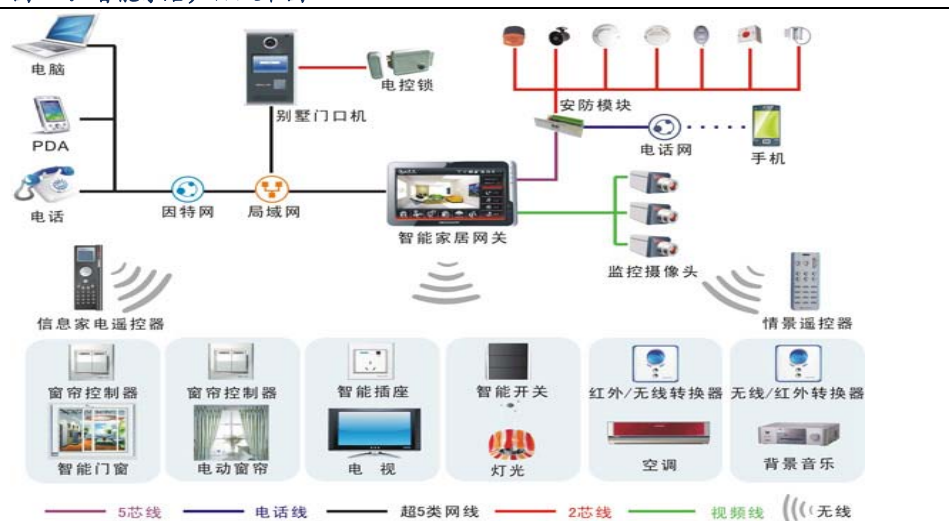 电脑
PDA
电话
因特网
局域网
别墅门口机
电控锁
智能家居网关
安防模块
电话网
手机
监控摄像头
信息家电遥控器
情景遥控器
窗帘控制器
窗帘控制器
智能插座
智能开关
红外/无线转换器
无线/红外转换器
智能门窗
电动窗帘
电 视
灯光
空调
背景音乐
5芯线
电话线
超5类网线
2芯线
视频线
无线